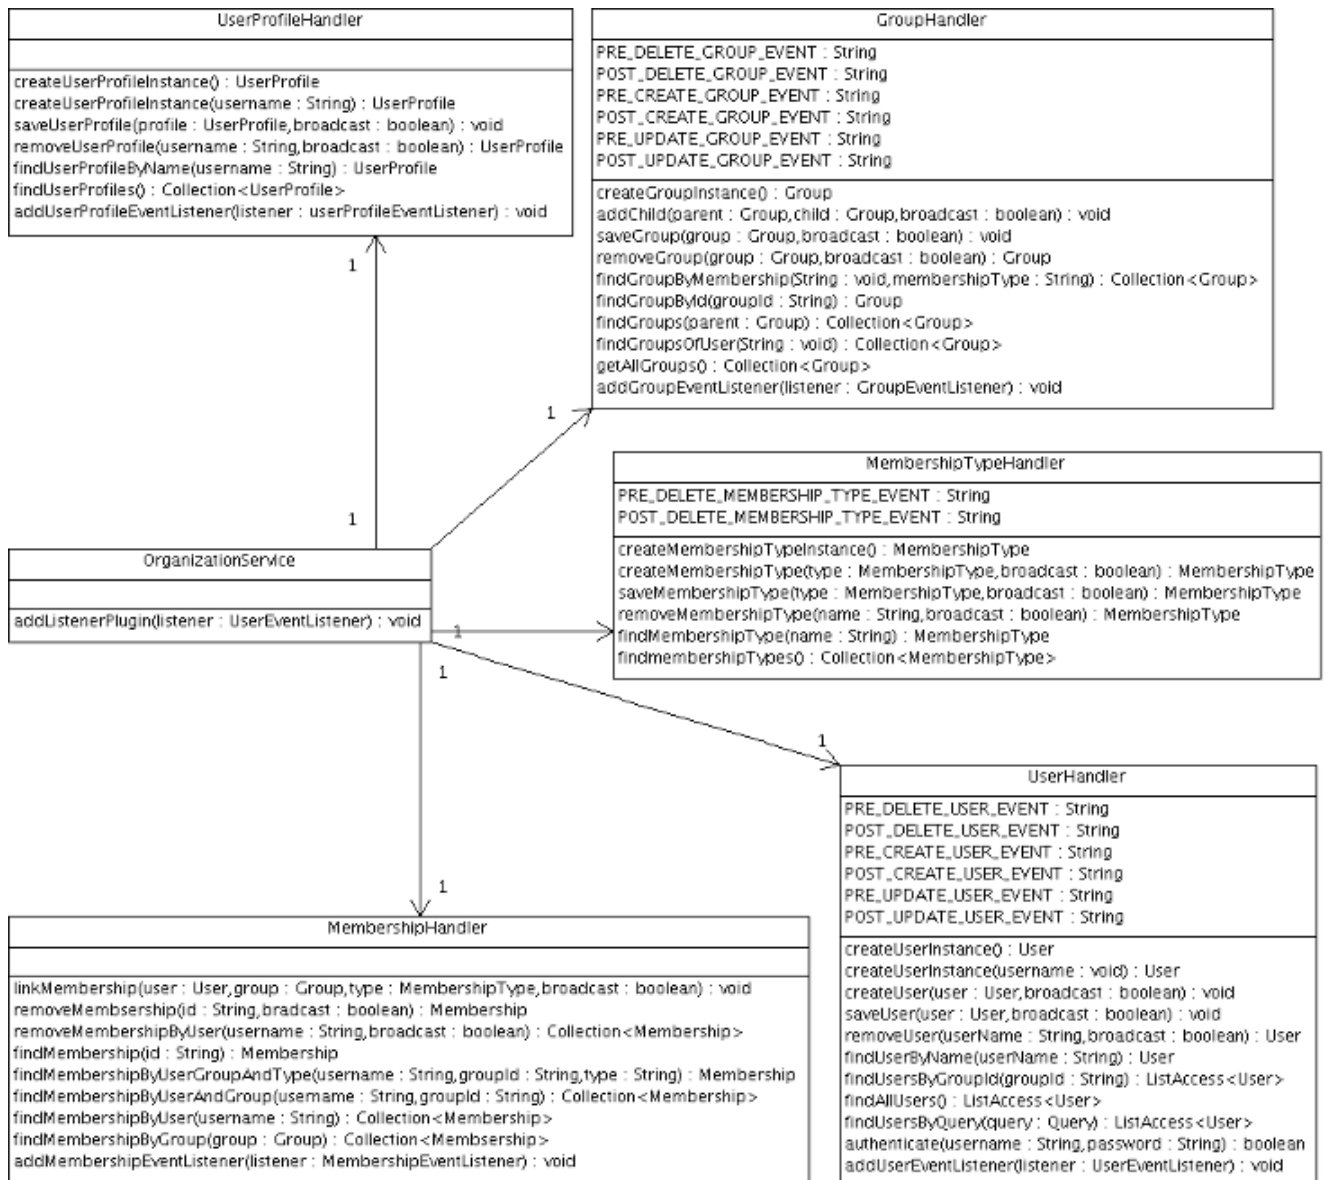 UserProfileHandler
createUserProfileInstance() : UserProfile
createUserProfileInstance(username : String) : UserProfile
saveUserProfile(profile : UserProfile,broadcast : boolean) : void
removeUserProfile(username : String,broadcast : boolean) : UserProfile
findUserProfileByName(username : String) : UserProfile
findUserProfiles() : Collection<UserProfile>
addUserProfileEventListener(listener : userProfileEventListener) : void
GroupHandler
PRE_DELETE_GROUP_EVENT : String
POST_DELETE_GROUP_EVENT : String
PRE_CREATE_GROUP_EVENT : String
POST_CREATE_GROUP_EVENT : String
PRE_UPDATE_GROUP_EVENT : String
POST_UPDATE_GROUP_EVENT : String
createGroupInstance() : Group
addChild(parent : Group,child : Group,broadcast : boolean) : void
saveGroup(group : Group,broadcast : boolean) : void
removeGroup(group : Group,broadcast : boolean) : Group
findGroupByMembership(String : void,membershipType : String) : Collection<Group>
findGroupById(groupId : String) : Group
findGroups(parent : Group) : Collection<Group>
findGroupsOfUser(String : void) : Collection<Group>
getAllGroups() : Collection<Group>
addGroupEventListener(listener : GroupEventListener) : void
1
1
1
MembershipTypeHandler
PRE_DELETE_MEMBERSHIP_TYPE_EVENT : String
POST_DELETE_MEMBERSHIP_TYPE_EVENT : String
createMembershipTypeInstance() : MembershipType
createMembershipType(type : MembershipType,broadcast : boolean) : MembershipType
saveMembershipType(type : MembershipType,broadcast : boolean) : MembershipType
removeMembershipType(name : String,broadcast : boolean) : MembershipType
findMembershipType(name : String) : MembershipType
findmembershipTypes() : Collection<MembershipType>
OrganizationService
addListenerPlugin(listener : UserEventListener) : void
1
1
1
1
UserHandler
PRE_DELETE_USER_EVENT : String
POST_DELETE_USER_EVENT : String
PRE_CREATE_USER_EVENT : String
POST_CREATE_USER_EVENT : String
PRE_UPDATE_USER_EVENT : String
POST_UPDATE_USER_EVENT : String
createUserInstance() : User
createUserInstance(username : void) : User
createUser(user : User,broadcast : boolean) : void
saveUser(user : User,broadcast : boolean) : void
removeUser(userName : String,broadcast : boolean) : User
findUserByName(userName : String) : User
findUsersByGroupId(groupId : String) : ListAccess<User>
findAllUsers() : ListAccess<User>
findUsersByQuery(query : Query) : ListAccess<User>
authenticate(username : String,password : String) : boolean
addUserEventListener(listener : UserEventListener) : void
MembershipHandler
linkMembership(user : User,group : Group,type : MembershipType,broadcast : boolean) : void
removeMembsership(id : String,bradcast : boolean) : Membership
removeMembershipByUser(username : String,broadcast : boolean) : Collection<Membership>
findMembership(id : String) : Membership
findMembershipByUserGroupAndType(username : String,groupId : String,type : String) : Membership
findMembershipByUserAndGroup(username : String,groupId : String) : Collection<Membership>
findMembershipByUser(username : String) : Collection<Membership>
findMembershipByGroup(group : Group) : Collection<Membsership>
addMembershipEventListener(listener : MembershipEventListener) : void